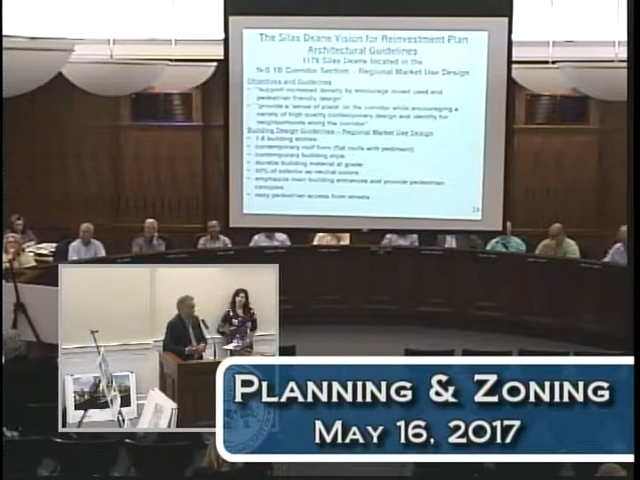 The Silas Deane Vision for Reinvestment Plan
Architectural Guidelines
1178 Silas Deane located in the
N-S 1B Corridor Section - Regional Market Use Design
Objectives and Guidelines
"support increased density by encourage mixed used and
pedestrian friendly design"
"provide a 'sense of place' on the corridor while encouraging a
variety of high quality contemporary design and identity for
neighborhoods along the corridor"
Building Design Guidelines - Regional Market Use Design
building stories
contemporary roof form (flat roofs with pediment)
contemporary building style
durable building material at grade
of exterior as neutral colors
emphasize main building entrances and provide pedestrian
canopies
easy pedestrian access from streets
PLANNING & ZONING
MAY 16, 2017